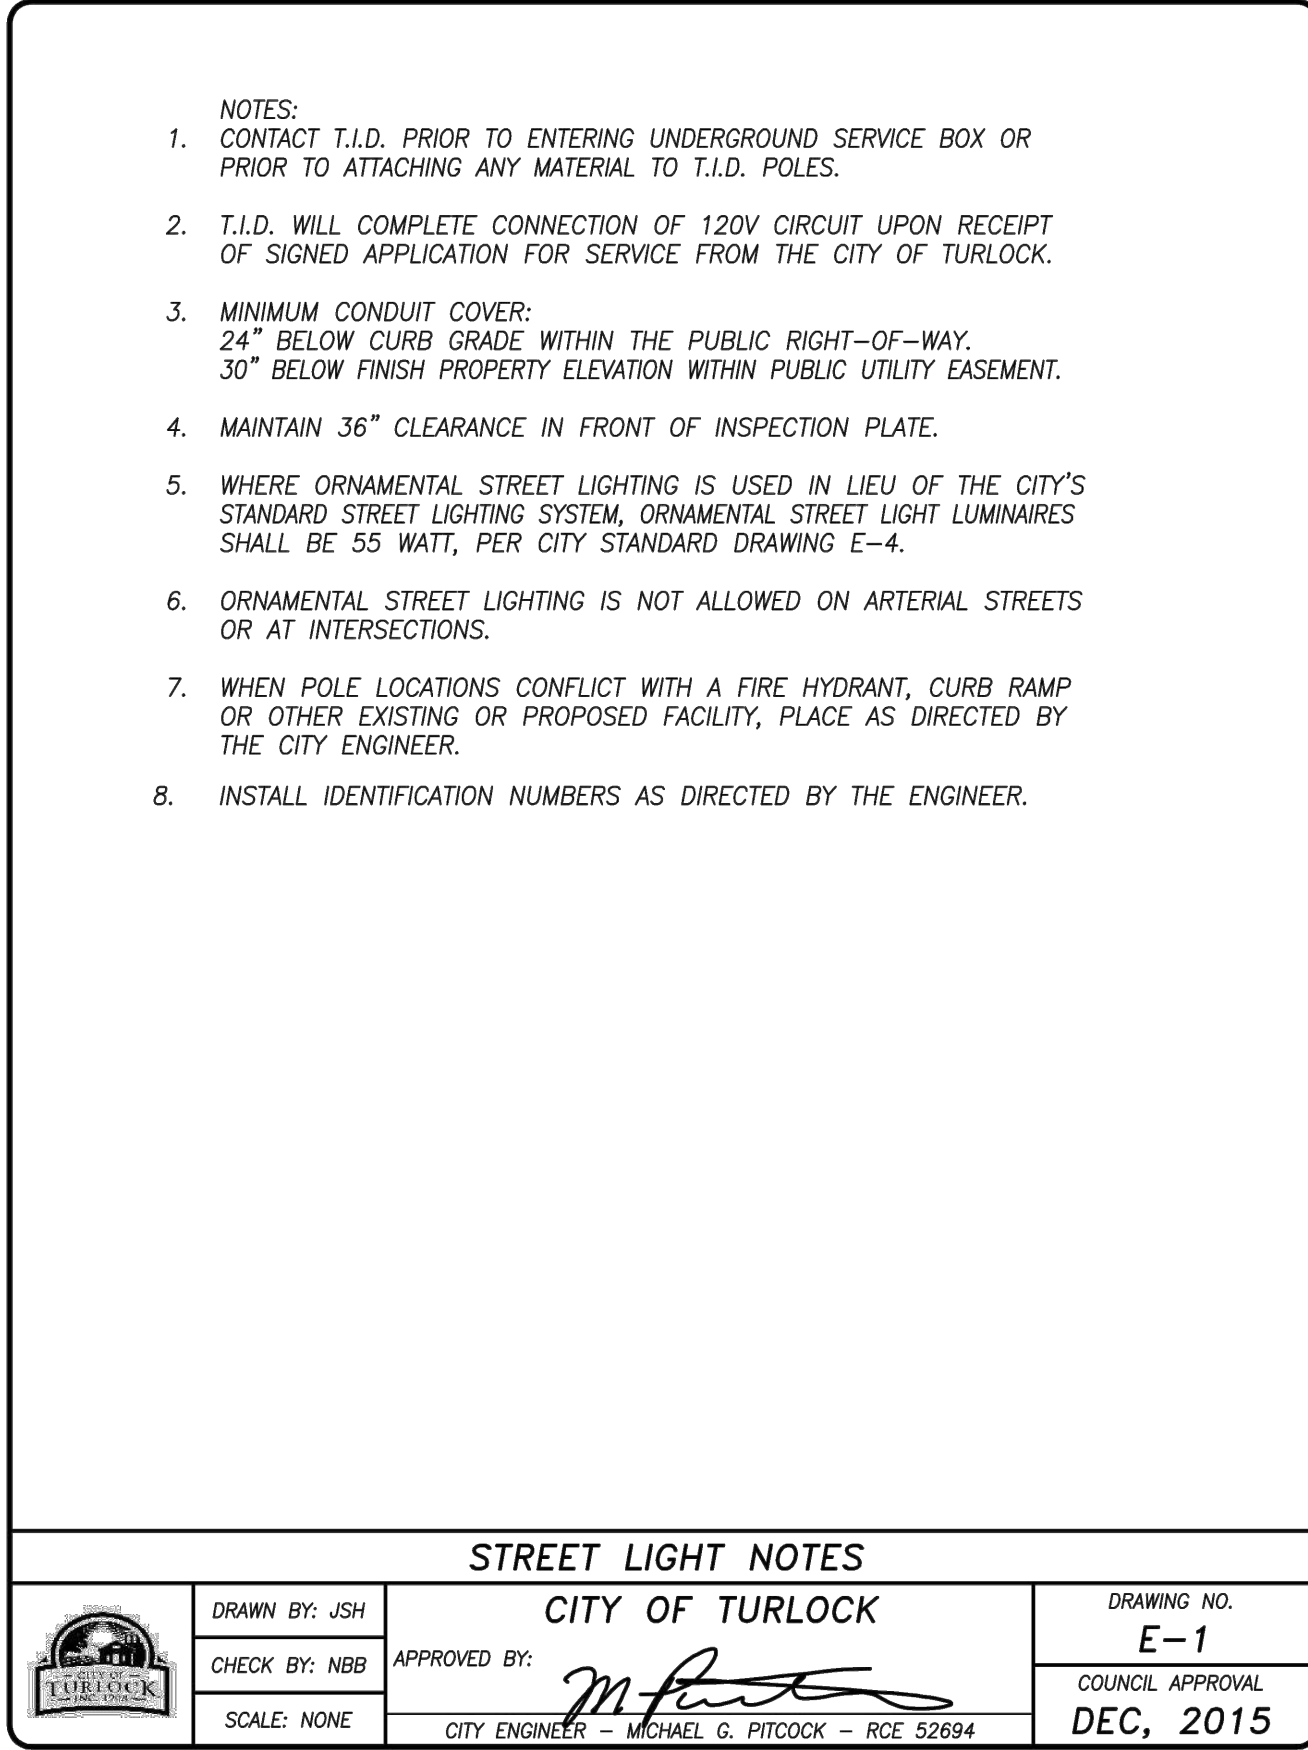 NOTES:
1. CONTACT T.I.D. PRIOR TO ENTERING UNDERGROUND SERVICE BOX OR
PRIOR TO ATTACHING ANY MATERIAL TO T.I.D. POLES.
2. T.I.D. WILL COMPLETE CONNECTION OF 120V CIRCUIT UPON RECEIPT
OF SIGNED APPLICATION FOR SERVICE FROM THE CITY OF TURLOCK.
3. MINIMUM CONDUIT COVER:
24" BELOW CURB GRADE WITHIN THE PUBLIC RIGHT-OF-WAY.
30" BELOW FINISH PROPERTY ELEVATION WITHIN PUBLIC UTILITY EASEMENT.
4. MAINTAIN 36" CLEARANCE IN FRONT OF INSPECTION PLATE.
5. WHERE ORNAMENTAL STREET LIGHTING IS USED IN LIEU OF THE CITY'S
STANDARD STREET LIGHTING SYSTEM, ORNAMENTAL STREET LIGHT LUMINAIRES
SHALL BE 55 WATT, PER CITY STANDARD DRAWING E-4.
6. ORNAMENTAL STREET LIGHTING IS NOT ALLOWED ON ARTERIAL STREETS
OR AT INTERSECTIONS.
7. WHEN POLE LOCATIONS CONFLICT WITH A FIRE HYDRANT, CURB RAMP
OR OTHER EXISTING OR PROPOSED FACILITY, PLACE AS DIRECTED BY
THE CITY ENGINEER.
8. INSTALL IDENTIFICATION NUMBERS AS DIRECTED BY THE ENGINEER.
STREET LIGHT NOTES
CITY OF
TURLOCK
INC. 1908
DRAWN BY: JSH
CHECK BY: NBB
SCALE: NONE
CITY OF TURLOCK
APPROVED BY:
CITY ENGINEER - MICHAEL G. PITCOCK - RCE 52694
DRAWING NO.
E-1
COUNCIL APPROVAL
DEC, 2015